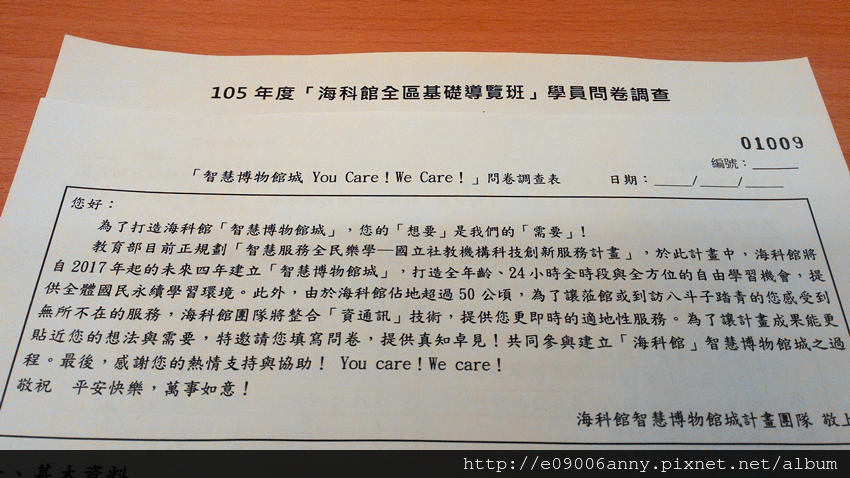 105 年度「海科館全區基礎導覽班」學員問卷調查
01009
編號：______
「智慧博物館城 You Care！We Care！」問卷調查表 日期：_____/_____/_____
您好：
為了打造海科館「智慧博物館城」，您的「想要」是我們的「需要」！
教育部目前正規劃「智慧服務全民樂學—國立社教機構科技創新服務計畫」，於此計畫中，海科館將
自 2017 年起的未來四年建立「智慧博物館城」，打造全年齡、24 小時全時段與全方位的自由學習機會，提
供全體國民永續學習環境。此外，由於海科館佔地超過 50 公頃，為了讓蒞館或到訪八斗子踏青的您感受到
無所不在的服務，海科館團隊將整合「資通訊」技術，提供您更即時的適地性服務。為了讓計畫成果能更
貼近您的想法與需要，特邀請您填寫問卷，提供真知卓見！共同參與建立「海科館」智慧博物館城之過
程。最後，感謝您的熱情支持與協助！ You care！We care！
敬祝 平安快樂，萬事如意！
海科館智慧博物館城計畫團隊 敬上
、基本資料
http://e09006anny.pixnet.net/album